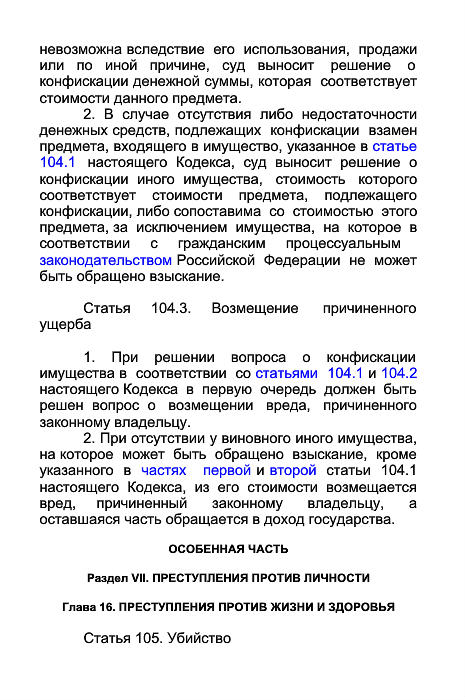 невозможна вследствие его использования, продажи
или по иной причине, суд выносит решение о
конфискации денежной суммы, которая соответствует
стоимости данного предмета.
2. В случае отсутствия либо недостаточности
денежных средств, подлежащих конфискации взамен
предмета, входящего в имущество, указанное в статье
104.1 настоящего Кодекса, суд выносит решение о
конфискации иного имущества, стоимость которого
соответствует стоимости предмета, подлежащего
конфискации, либо сопоставима со стоимостью этого
предмета, за исключением имущества, на которое в
соответствии с гражданским процессуальным
законодательством Российской Федерации не может
быть обращено взыскание.
Статья 104.3. Возмещение причиненного
ущерба
1. При решении вопроса о конфискации
имущества в соответствии со статьями 104.1 и 104.2
настоящего Кодекса в первую очередь должен быть
решен вопрос о возмещении вреда, причиненного
законному владельцу.
2. При отсутствии у виновного иного имущества,
на которое может быть обращено взыскание, кроме
указанного в частях первой и второй статьи 104.1
настоящего Кодекса, из его стоимости возмещается
вред, причиненный законному владельцу, а
оставшаяся часть обращается в доход государства.
ОСОБЕННАЯ ЧАСТЬ
Раздел VII. ПРЕСТУПЛЕНИЯ ПРОТИВ ЛИЧНОСТИ
Глава 16. ПРЕСТУПЛЕНИЯ ПРОТИВ ЖИЗНИ И ЗДОРОВЬЯ
Статья 105. Убийство